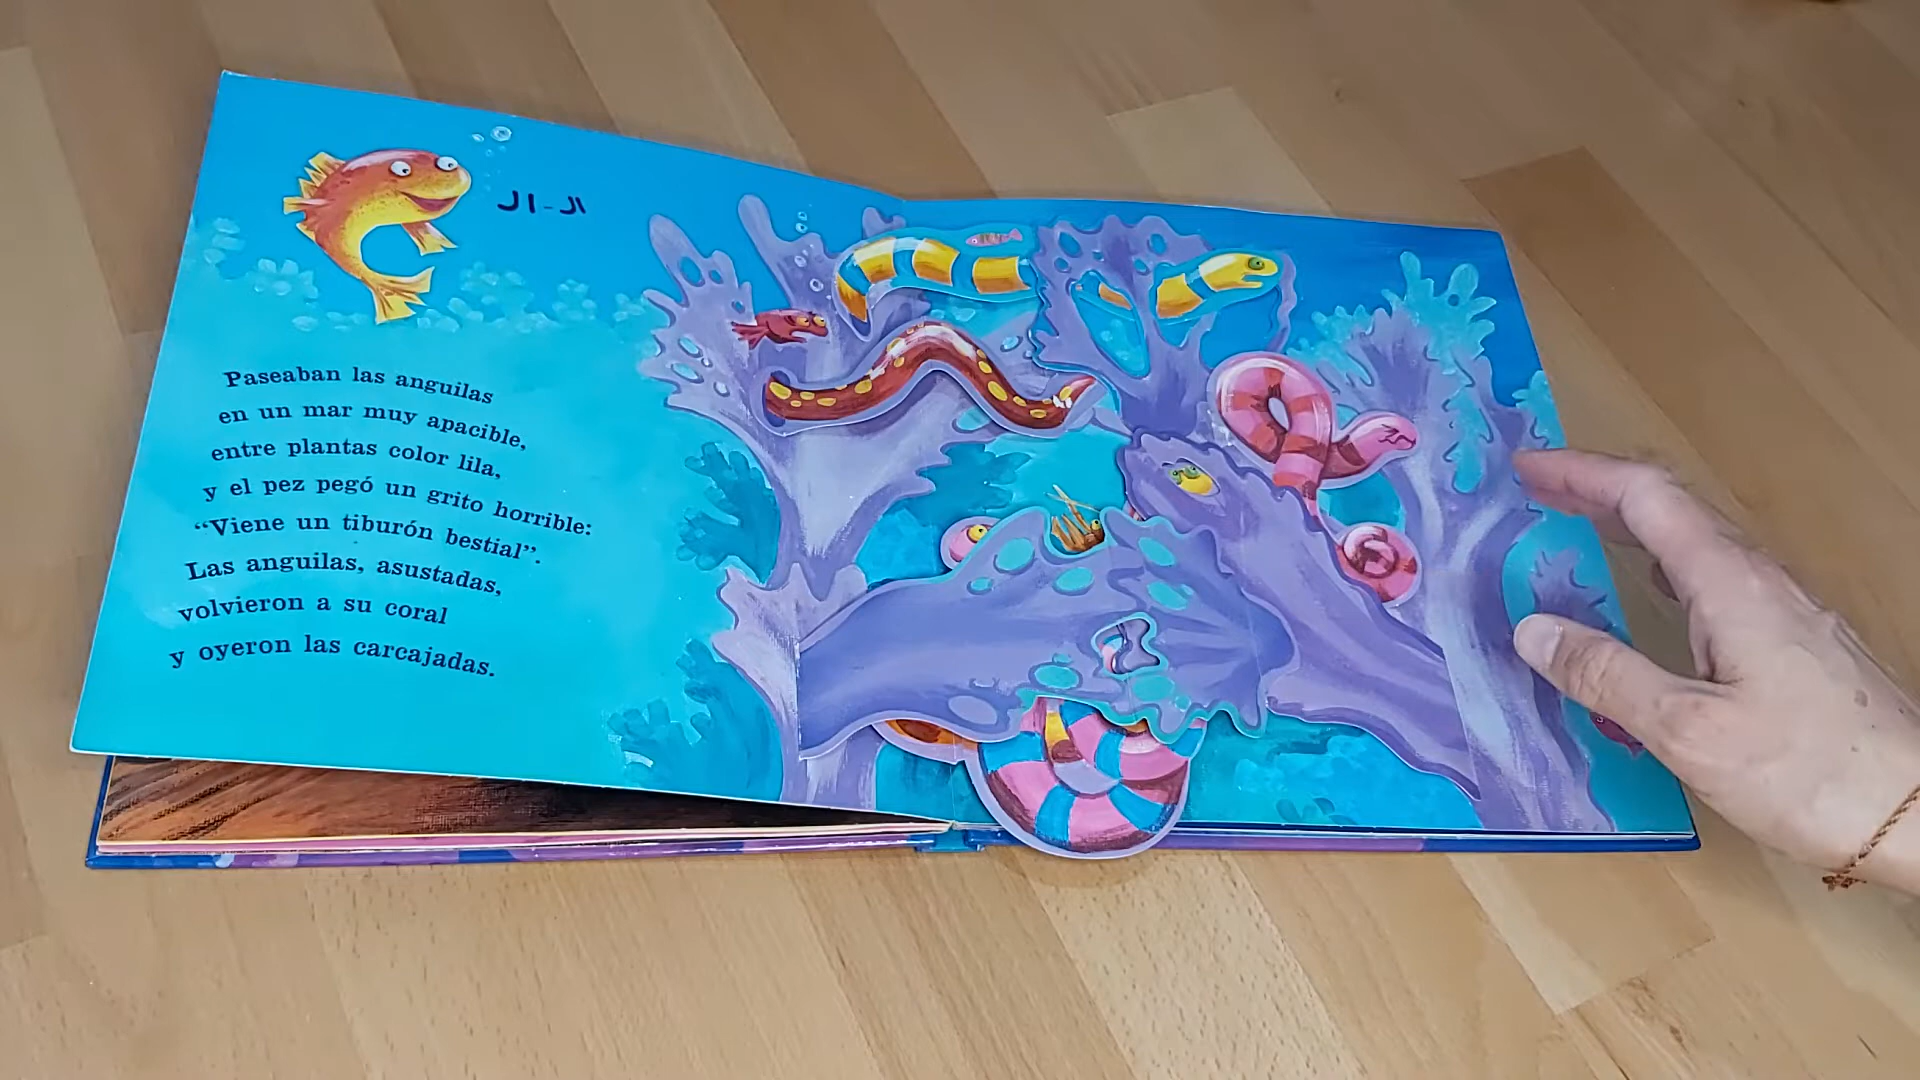 JI-JI
Paseaban las anguilas
en un mar muy apacible,
entre plantas color lila,
y el pez pegó un grito horrible:
“Viene un tiburón bestial”.
Las anguilas, asustadas,
volvieron a su coral
y oyeron las carcajadas.